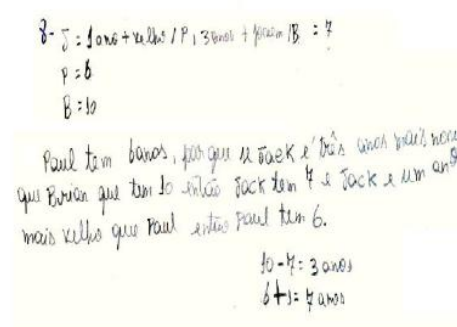 8- J = 1 ano + velho / P, 3 anos + jovem / B = 7
P = 6
B = 10
Paul tem 6 anos, porque se Jack é três anos mais novo
que Brian que tem 10 então Jack tem 7 e Jack e um ano
mais velho que Paul então Paul tem 6.
10-7 = 3 anos
6+1 = 7 anos